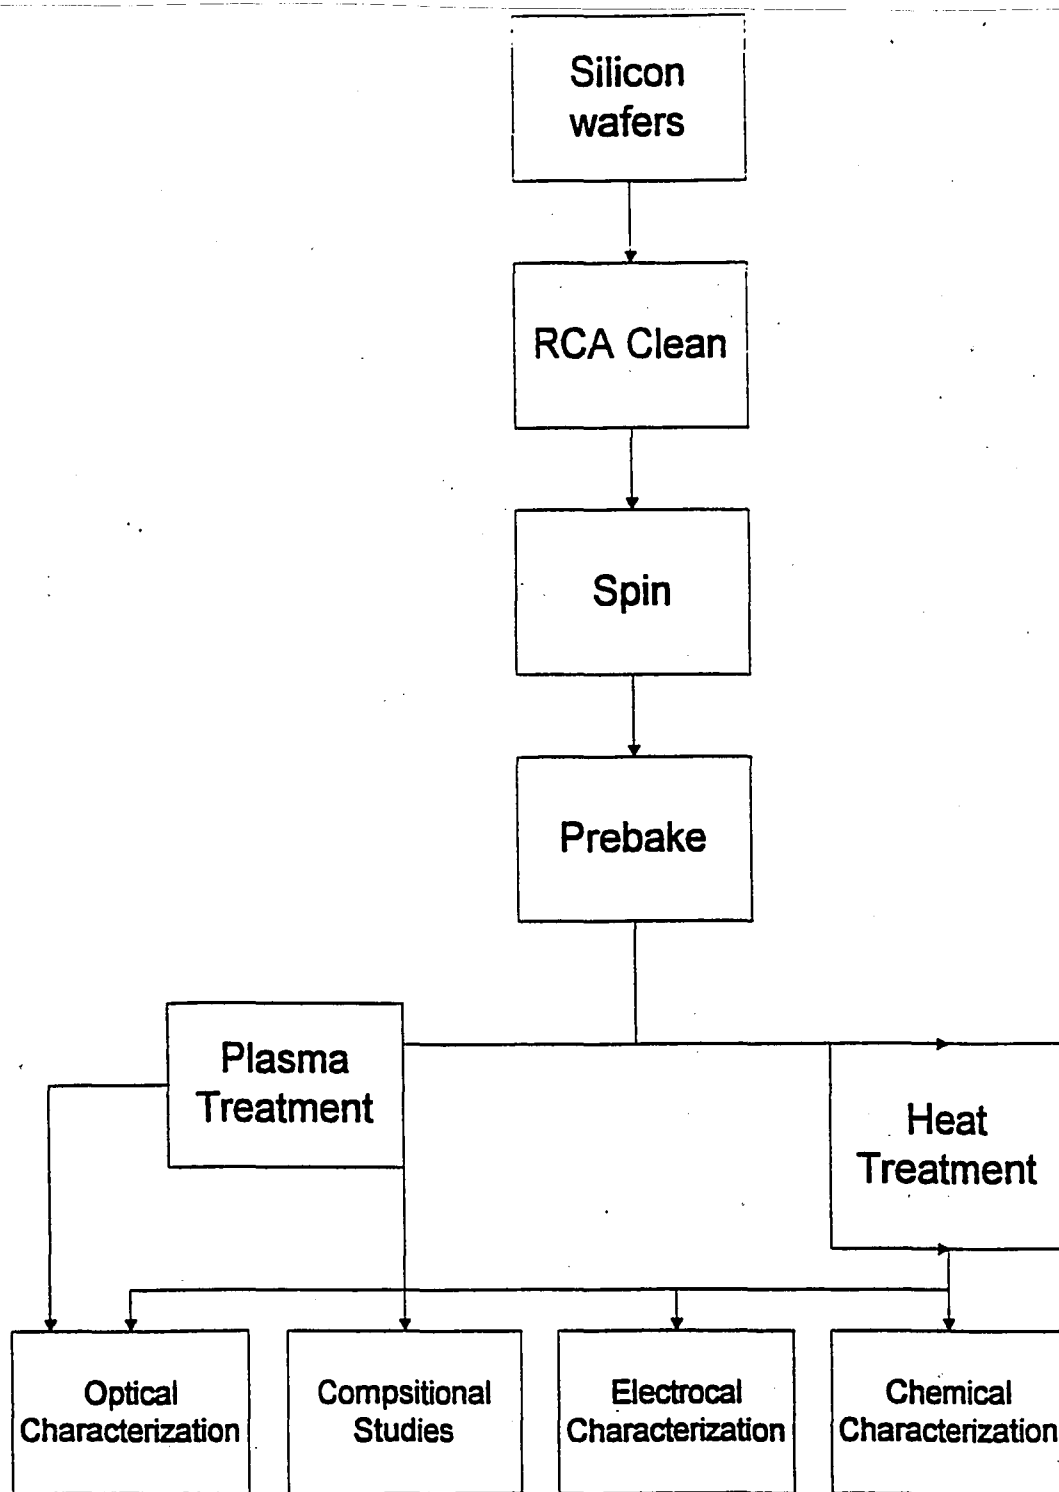 Silicon
wafers
RCA Clean
Spin
Prebake
Plasma
Treatment
Heat
Treatment
Optical
Characterization
Compsitional
Studies
Electrocal
Characterization
Chemical
Characterization